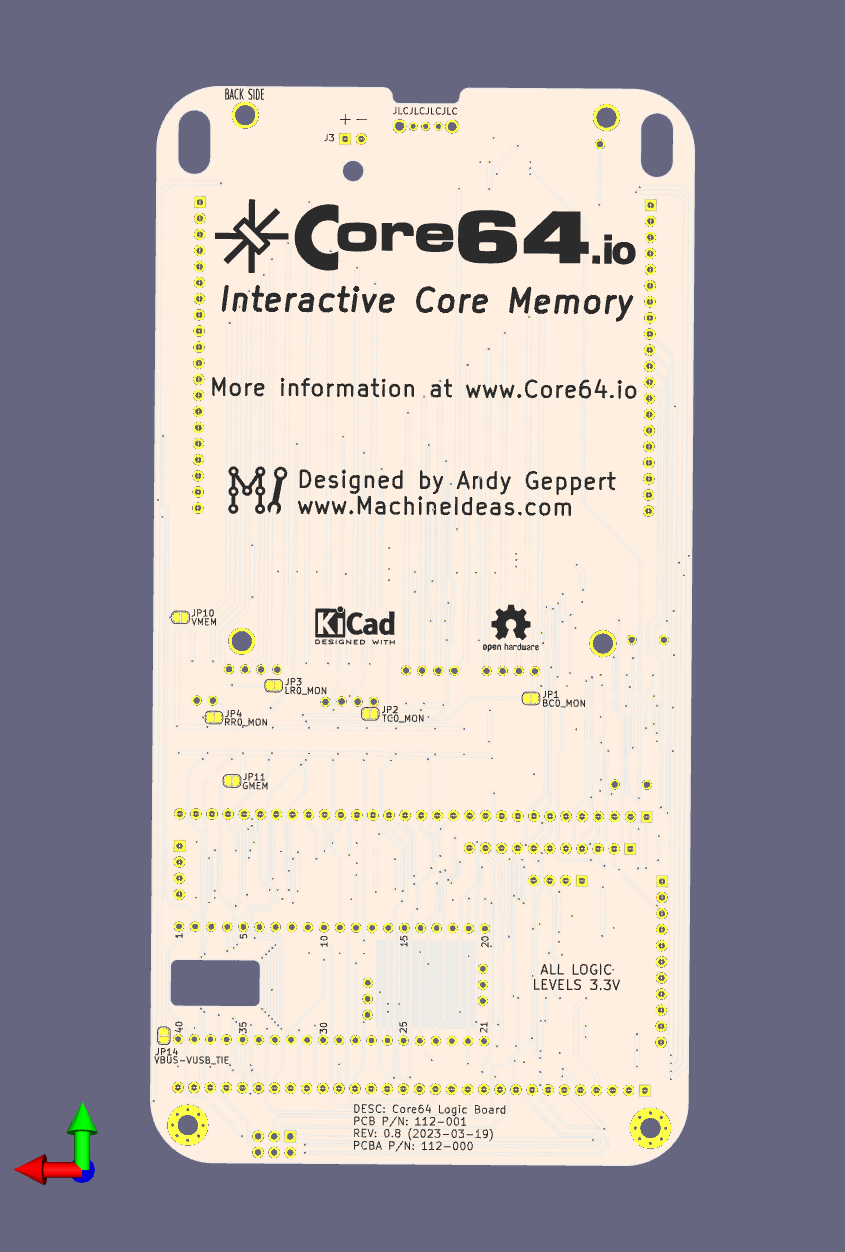 BACK SIDE
JLCJLCJLCJLC
+ -
J3
Core64.io
Interactive Core Memory
More information at www.Core64.io
Designed by Andy Geppert
www.MachineIdeas.com
JP10
VMEM
KiCad
DESIGNED WITH
open hardware
JP3
LR0_MON
JP1
BC0_MON
JP4
RR0_MON
JP2
TC0_MON
JP11
GMEM
1
5
10
15
20
ALL LOGIC
LEVELS 3.3V
40
35
30
25
21
JP14
VBUS-VUSB_TIE
DESC: Core64 Logic Board
PCB P/N: 112-001
REV: 0.8 (2023-03-19)
PCBA P/N: 112-000